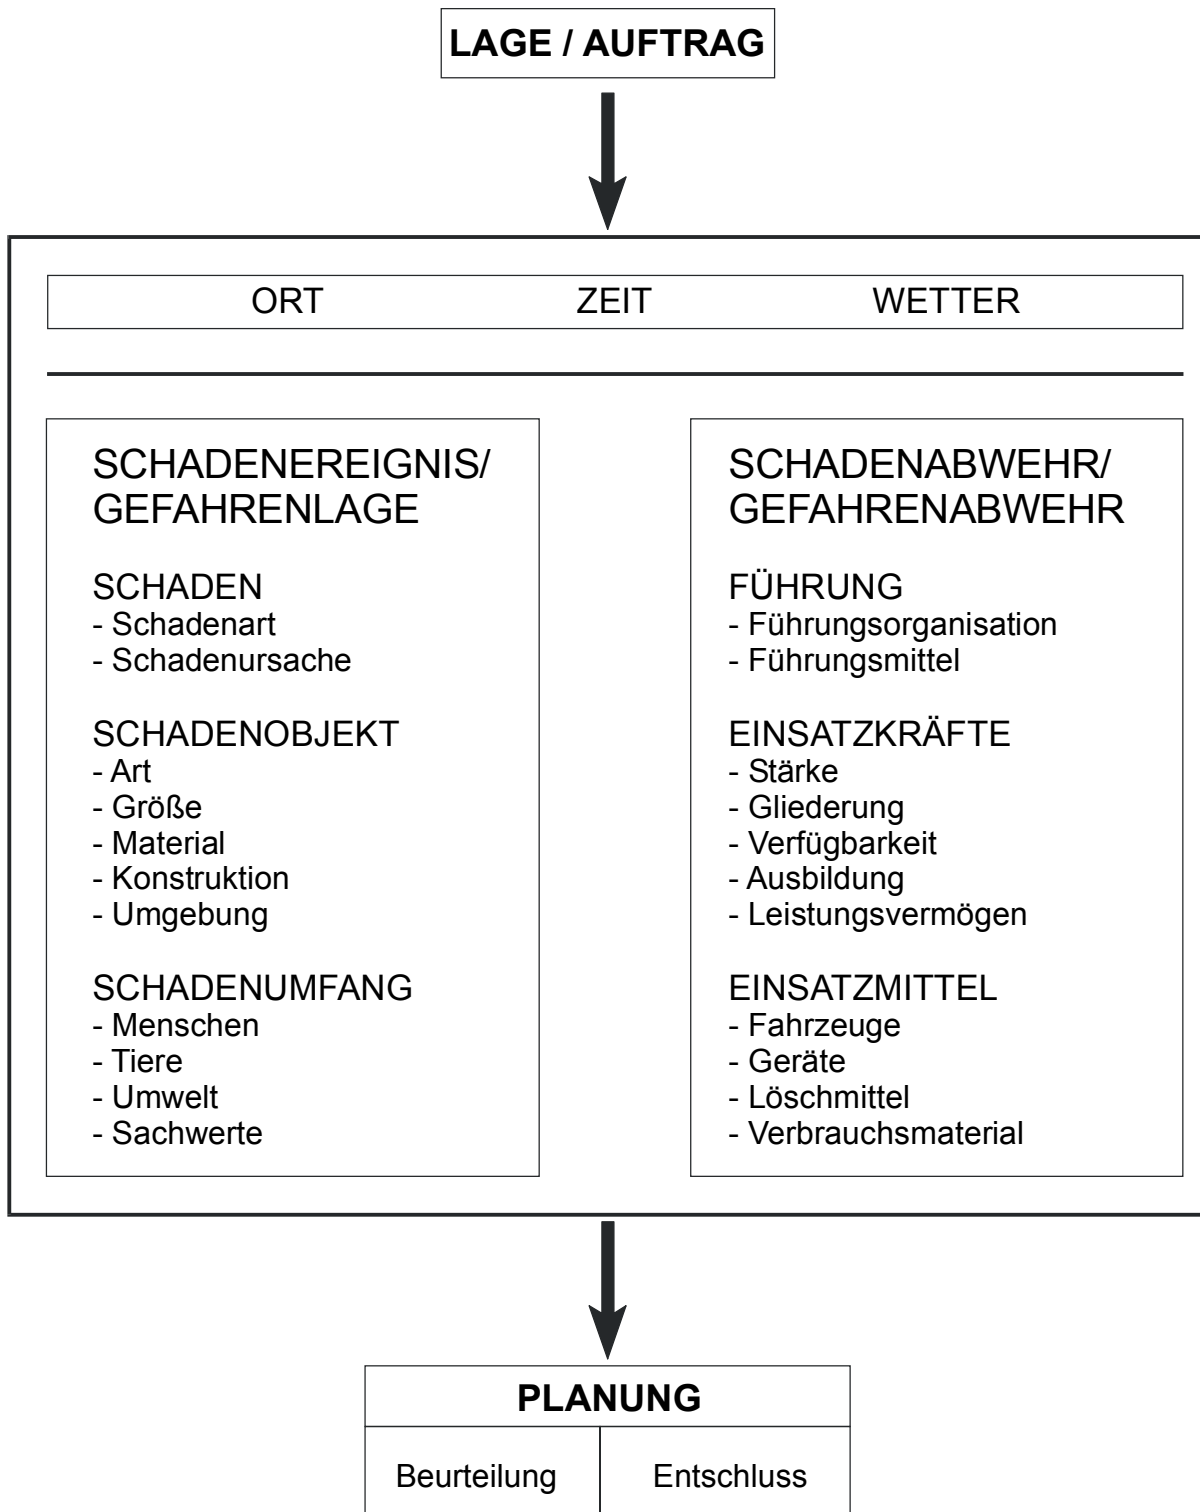 LAGE / AUFTRAG
ORT ZEIT WETTER
SCHADENEREIGNIS/
GEFAHRENLAGE
SCHADEN
- Schadenart
- Schadenursache
SCHADENOBJEKT
- Art
- Größe
- Material
- Konstruktion
- Umgebung
SCHADENUMFANG
- Menschen
- Tiere
- Umwelt
- Sachwerte
SCHADENABWEHR/
GEFAHRENABWEHR
FÜHRUNG
- Führungsorganisation
- Führungsmittel
EINSATZKRÄFTE
- Stärke
- Gliederung
- Verfügbarkeit
- Ausbildung
- Leistungsvermögen
EINSATZMITTEL
- Fahrzeuge
- Geräte
- Löschmittel
- Verbrauchsmaterial
PLANUNG
Beurteilung Entschluss